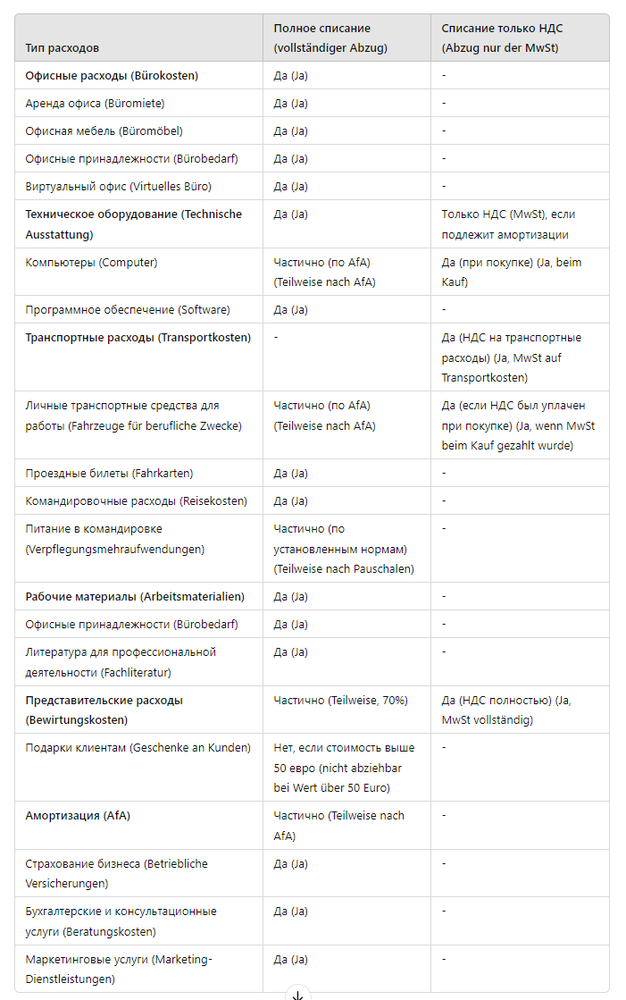 Тип расходов
Полное списание
(vollständiger Abzug)
Списание только НДС
(Abzug nur der MwSt)
Офисные расходы (Bürokosten)
Да (Ja)
-
Аренда офиса (Büromiete)
Да (Ja)
-
Офисная мебель (Büromöbel)
Да (Ja)
-
Офисные принадлежности (Bürobedarf)
Да (Ja)
-
Виртуальный офис (Virtuelles Büro)
Да (Ja)
-
Техническое оборудование (Technische
Ausstattung)
Да (Ja)
Только НДС (MwSt), если
подлежит амортизации
Компьютеры (Computer)
Частично (по AfA)
(Teilweise nach AfA)
Да (при покупке) (Ja, beim
Kauf)
Программное обеспечение (Software)
Да (Ja)
-
Транспортные расходы (Transportkosten)
-
Да (НДС на транспортные
расходы) (Ja, MwSt auf
Transportkosten)
Личные транспортные средства для
работы (Fahrzeuge für berufliche Zwecke)
Частично (по AfA)
(Teilweise nach AfA)
Да (если НДС был уплачен
при покупке) (Ja, wenn MwSt
beim Kauf gezahlt wurde)
Проездные билеты (Fahrkarten)
Да (Ja)
-
Командировочные расходы (Reisekosten)
Да (Ja)
-
Питание в командировке
(Verpflegungsmehraufwendungen)
Частично (по
установленным нормам)
(Teilweise nach Pauschalen)
-
Рабочие материалы (Arbeitsmaterialien)
Да (Ja)
-
Офисные принадлежности (Bürobedarf)
Да (Ja)
-
Литература для профессиональной
деятельности (Fachliteratur)
Да (Ja)
-
Представительские расходы
(Bewirtungskosten)
Частично (Teilweise, 70%)
Да (НДС полностью) (Ja,
MwSt vollständig)
Подарки клиентам (Geschenke an Kunden)
Нет, если стоимость выше
50 евро (nicht abziehbar
bei Wert über 50 Euro)
-
Амортизация (AfA)
Частично (Teilweise nach
AfA)
-
Страхование бизнеса (Betriebliche
Versicherungen)
Да (Ja)
-
Бухгалтерские и консультационные
услуги (Beratungskosten)
Да (Ja)
-
Маркетинговые услуги (Marketing-
Dienstleistungen)
Да (Ja)
-